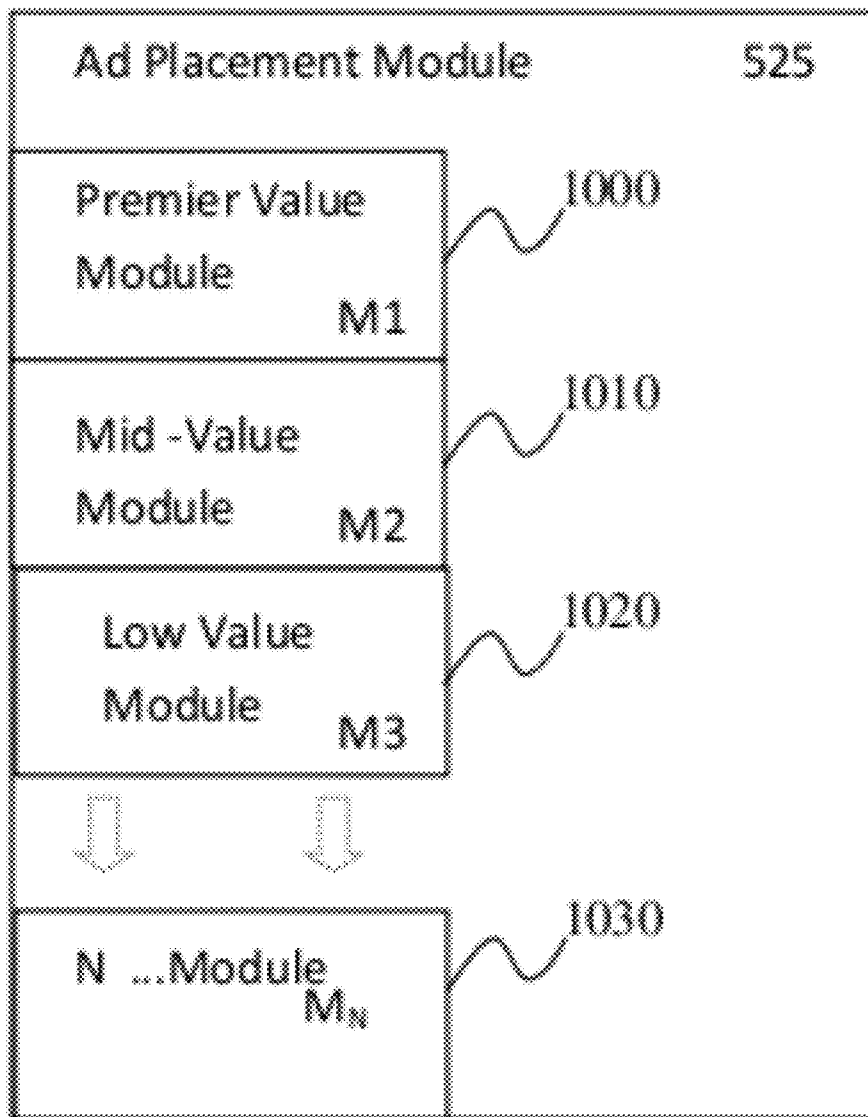 Ad Placement Module 525
Premier Value
Module
M1
1000
Mid -Value
Module
M2
1010
Low Value
Module
M3
1020
N ...Module
M_N
1030